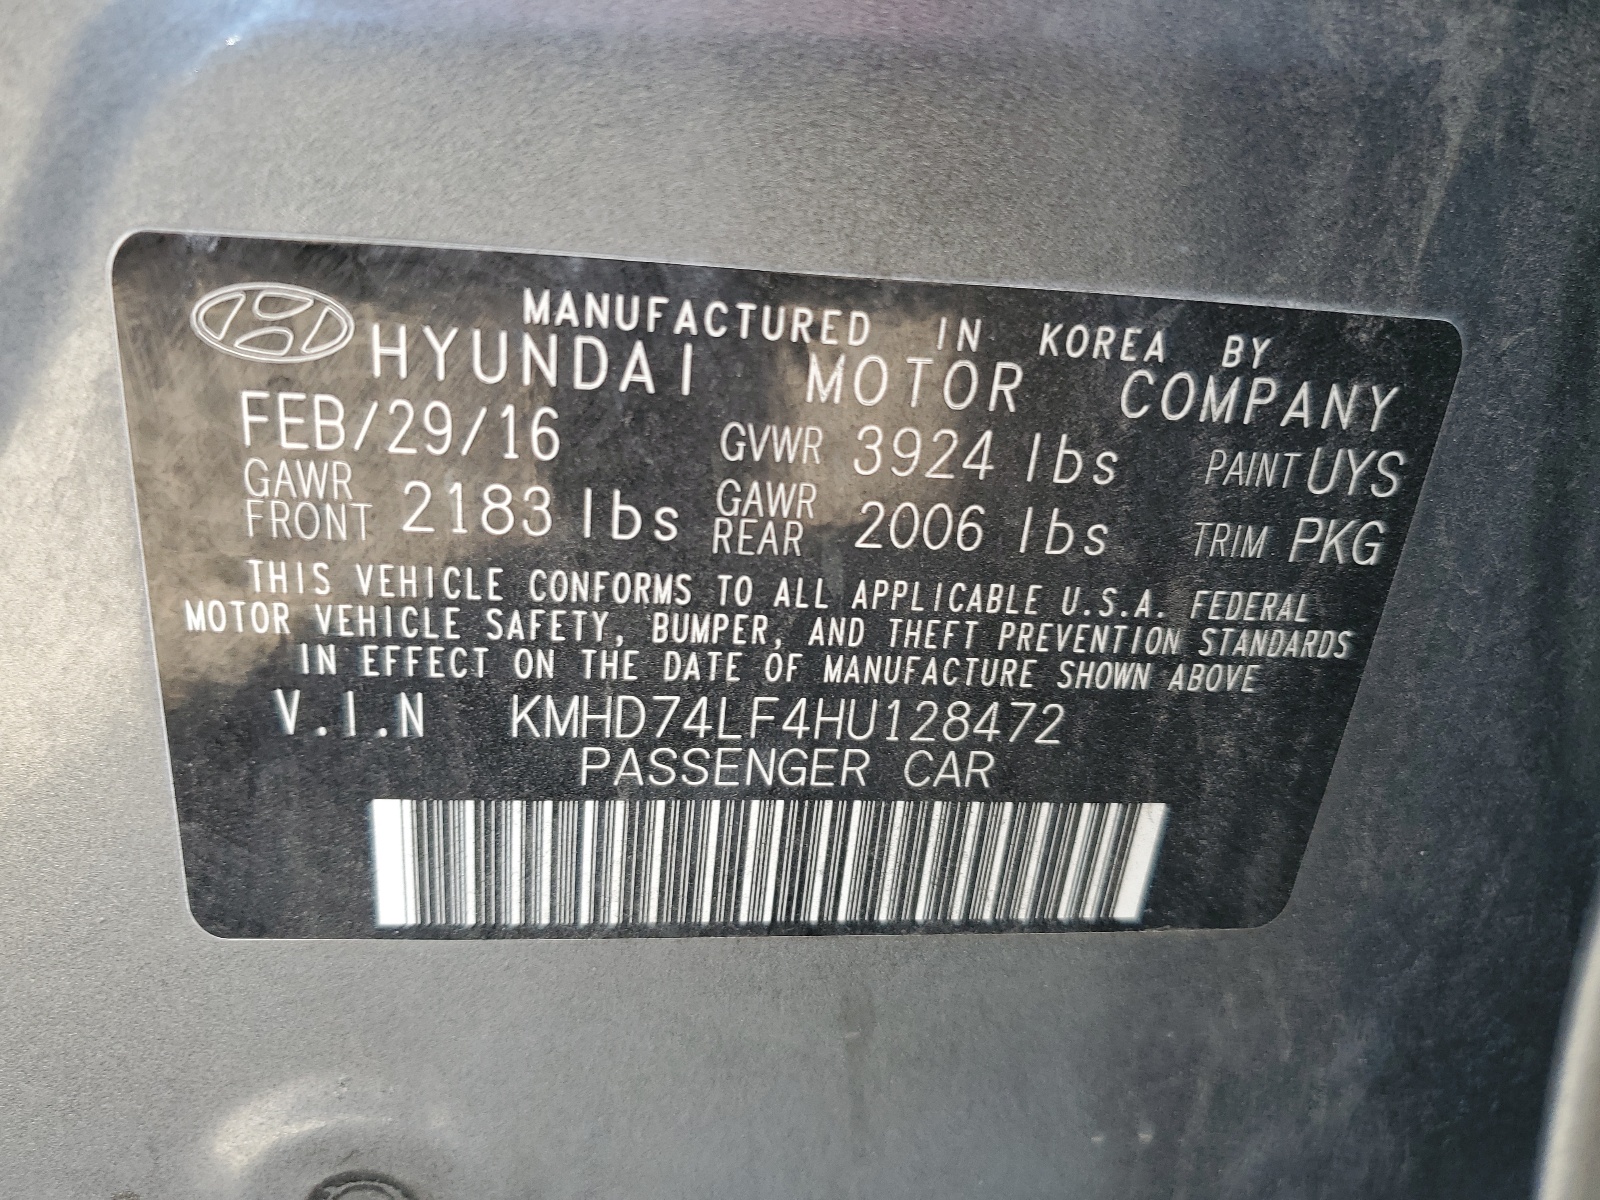 MANUFACTURED IN KOREA BY
HYUNDAI MOTOR COMPANY
FEB/29/16 GVWR 3924 lbs PAINT UYS
GAWR FRONT 2183 lbs GAWR REAR 2006 lbs TRIM PKG
THIS VEHICLE CONFORMS TO ALL APPLICABLE U.S.A. FEDERAL
MOTOR VEHICLE SAFETY, BUMPER, AND THEFT PREVENTION STANDARDS
IN EFFECT ON THE DATE OF MANUFACTURE SHOWN ABOVE
V.I.N KMHD74LF4HU128472
PASSENGER CAR